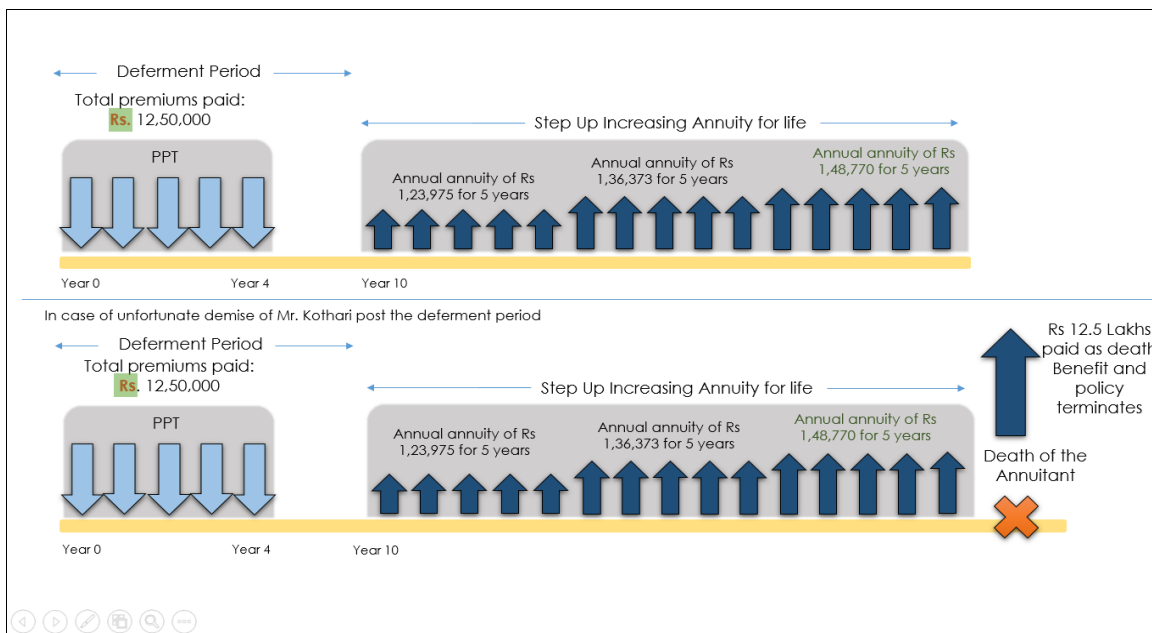 Deferment Period
Total premiums paid:
Rs. 12,50,000
Step Up Increasing Annuity for life
PPT
Annual annuity of Rs
1,23,975 for 5 years
Annual annuity of Rs
1,36,373 for 5 years
Annual annuity of Rs
1,48,770 for 5 years
Year 0
Year 4
Year 10
In case of unfortunate demise of Mr. Kothari post the deferment period
Deferment Period
Total premiums paid:
Rs. 12,50,000
Step Up Increasing Annuity for life
PPT
Annual annuity of Rs
1,23,975 for 5 years
Annual annuity of Rs
1,36,373 for 5 years
Annual annuity of Rs
1,48,770 for 5 years
Rs 12.5 Lakhs
paid as death
Benefit and
policy
terminates
Death of the
Annuitant
Year 0
Year 4
Year 10